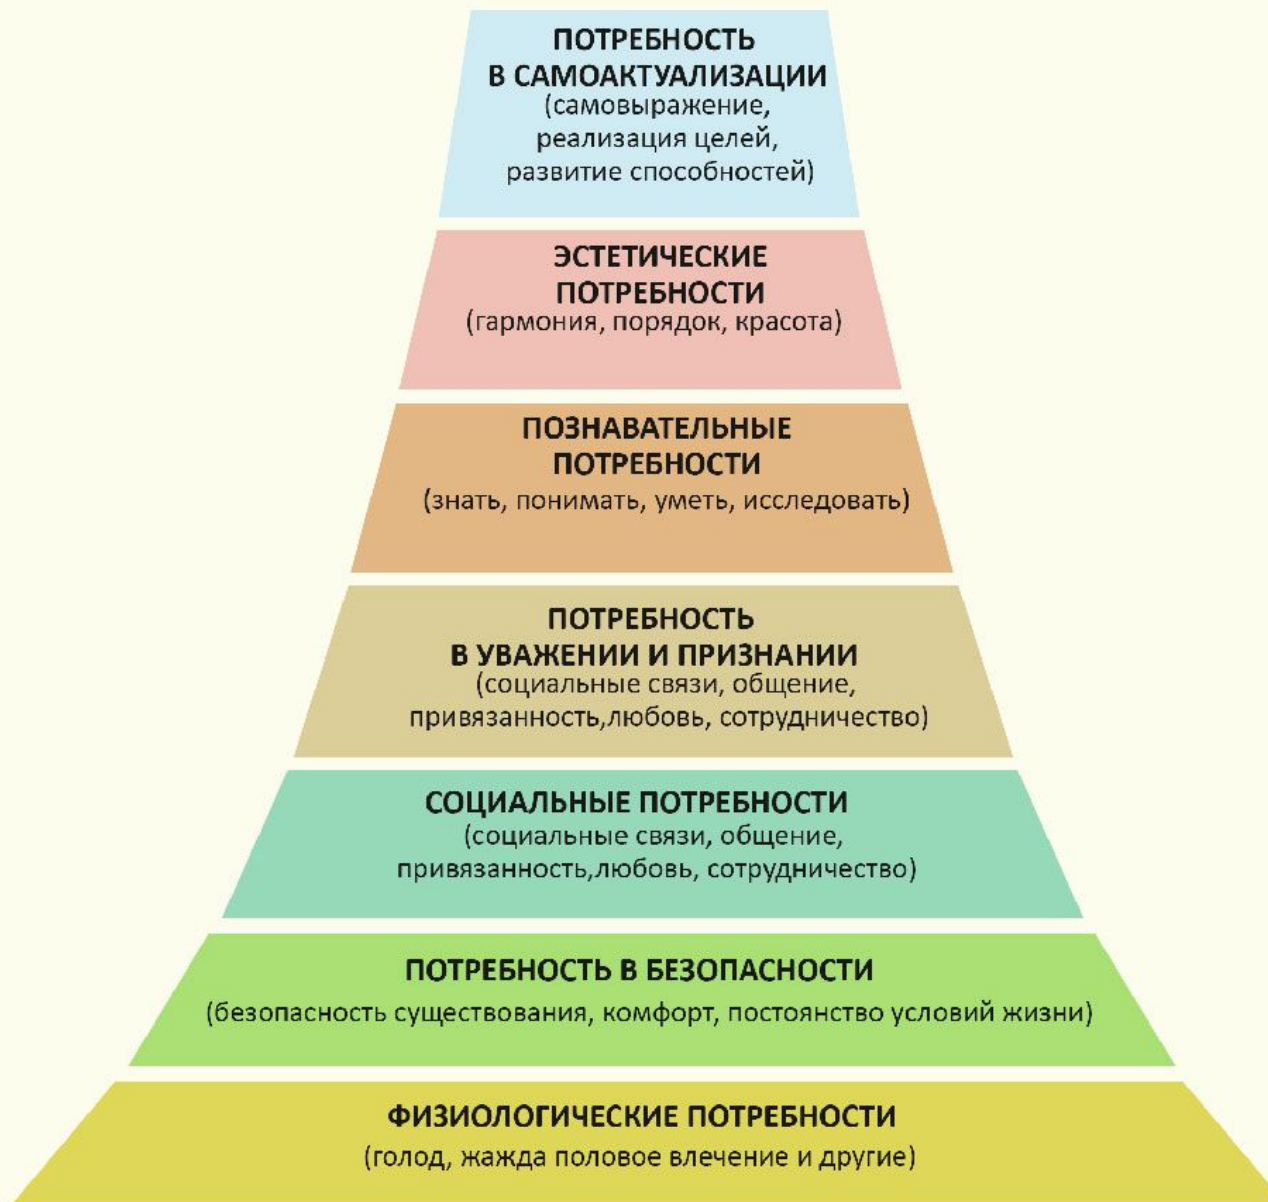 ПОТРЕБНОСТЬ
В САМОАКТУАЛИЗАЦИИ
(самовыражение,
реализация целей,
развитие способностей)
ЭСТЕТИЧЕСКИЕ
ПОТРЕБНОСТИ
(гармония, порядок, красота)
ПОЗНАВАТЕЛЬНЫЕ
ПОТРЕБНОСТИ
(знать, понимать, уметь, исследовать)
ПОТРЕБНОСТЬ
В УВАЖЕНИИ И ПРИЗНАНИИ
(социальные связи, общение,
привязанность,любовь, сотрудничество)
СОЦИАЛЬНЫЕ ПОТРЕБНОСТИ
(социальные связи, общение,
привязанность,любовь, сотрудничество)
ПОТРЕБНОСТЬ В БЕЗОПАСНОСТИ
(безопасность существования, комфорт, постоянство условий жизни)
ФИЗИОЛОГИЧЕСКИЕ ПОТРЕБНОСТИ
(голод, жажда половое влечение и другие)